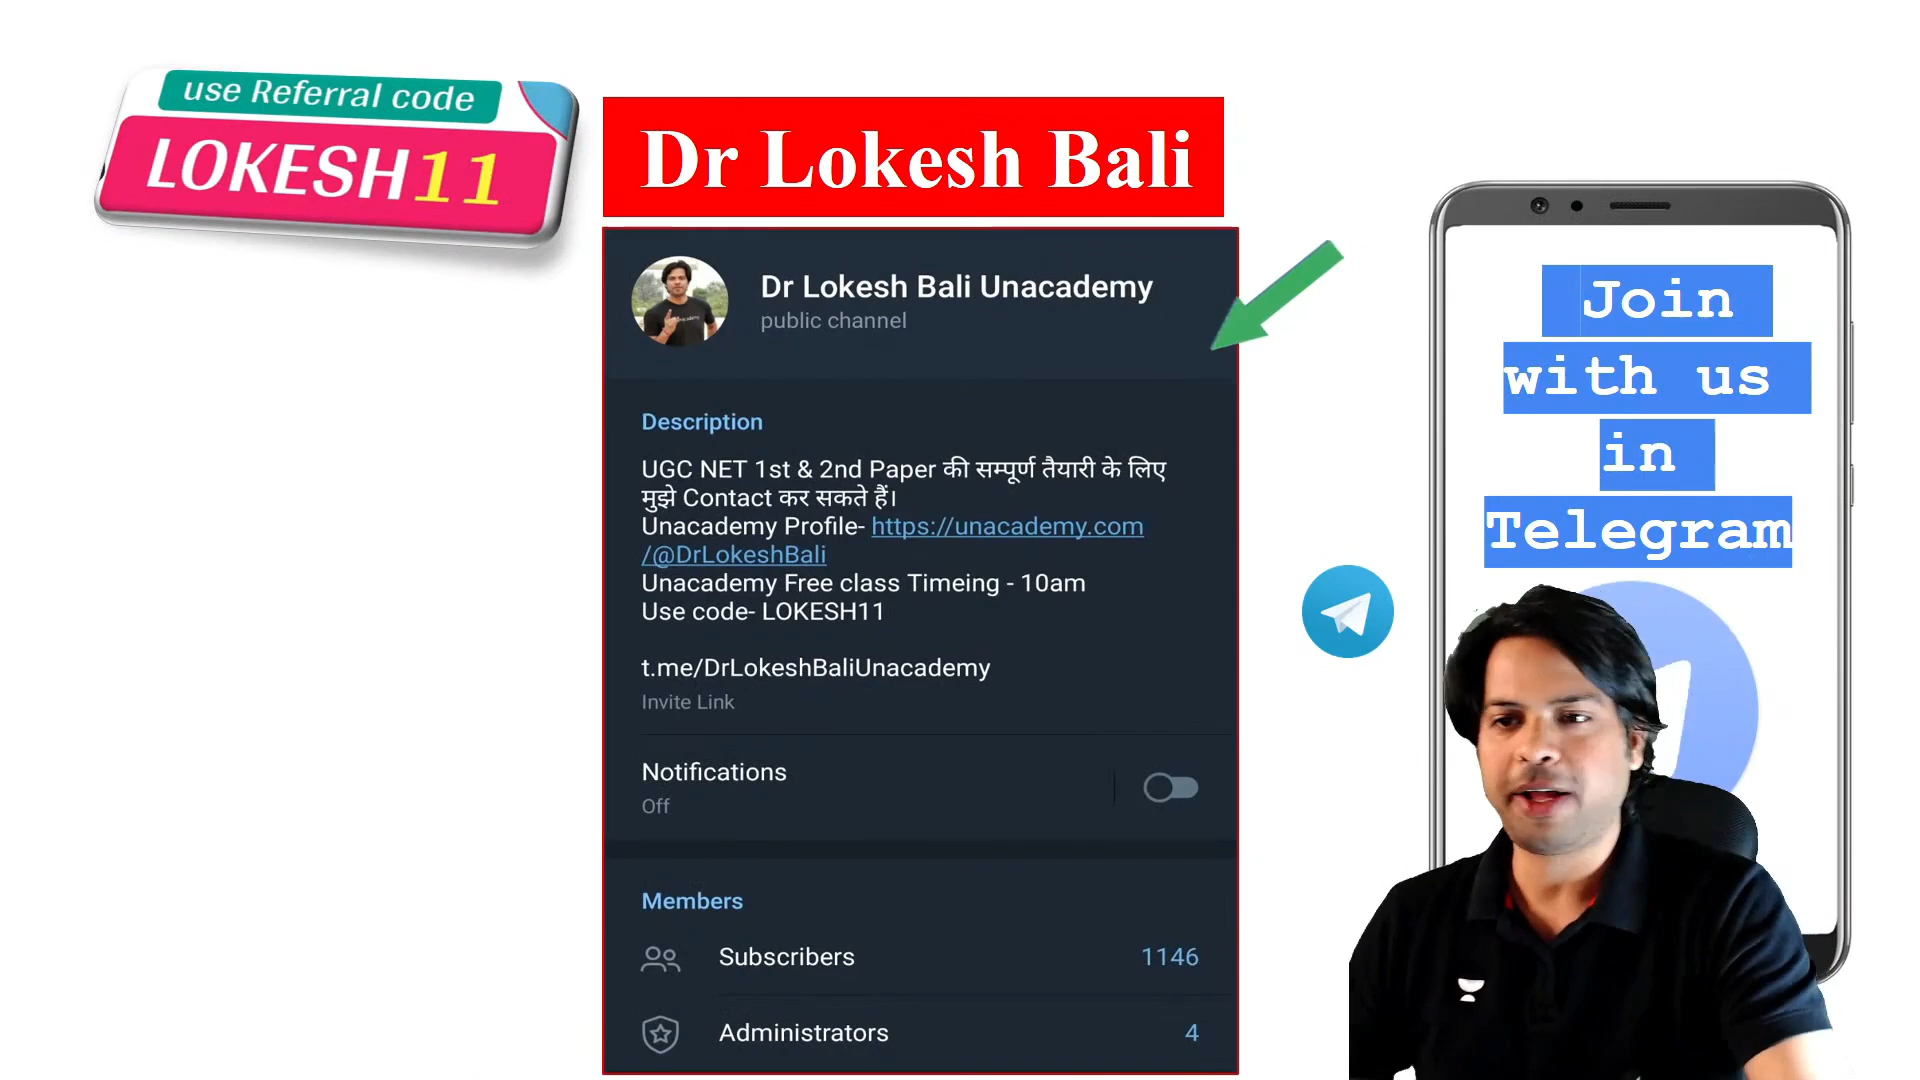 use Referral code
LOKESH11
Dr Lokesh Bali
Dr Lokesh Bali Unacademy
public channel
Description
UGC NET 1st & 2nd Paper की सम्पूर्ण तैयारी के लिए
मुझे Contact कर सकते हैं।
Unacademy Profile- https://unacademy.com
/@DrLokeshBali
Unacademy Free class Timeing - 10am
Use code- LOKESH11
t.me/DrLokeshBaliUnacademy
Invite Link
Notifications
Off
Members
Subscribers 1146
Administrators 4
Join
with us
in
Telegram